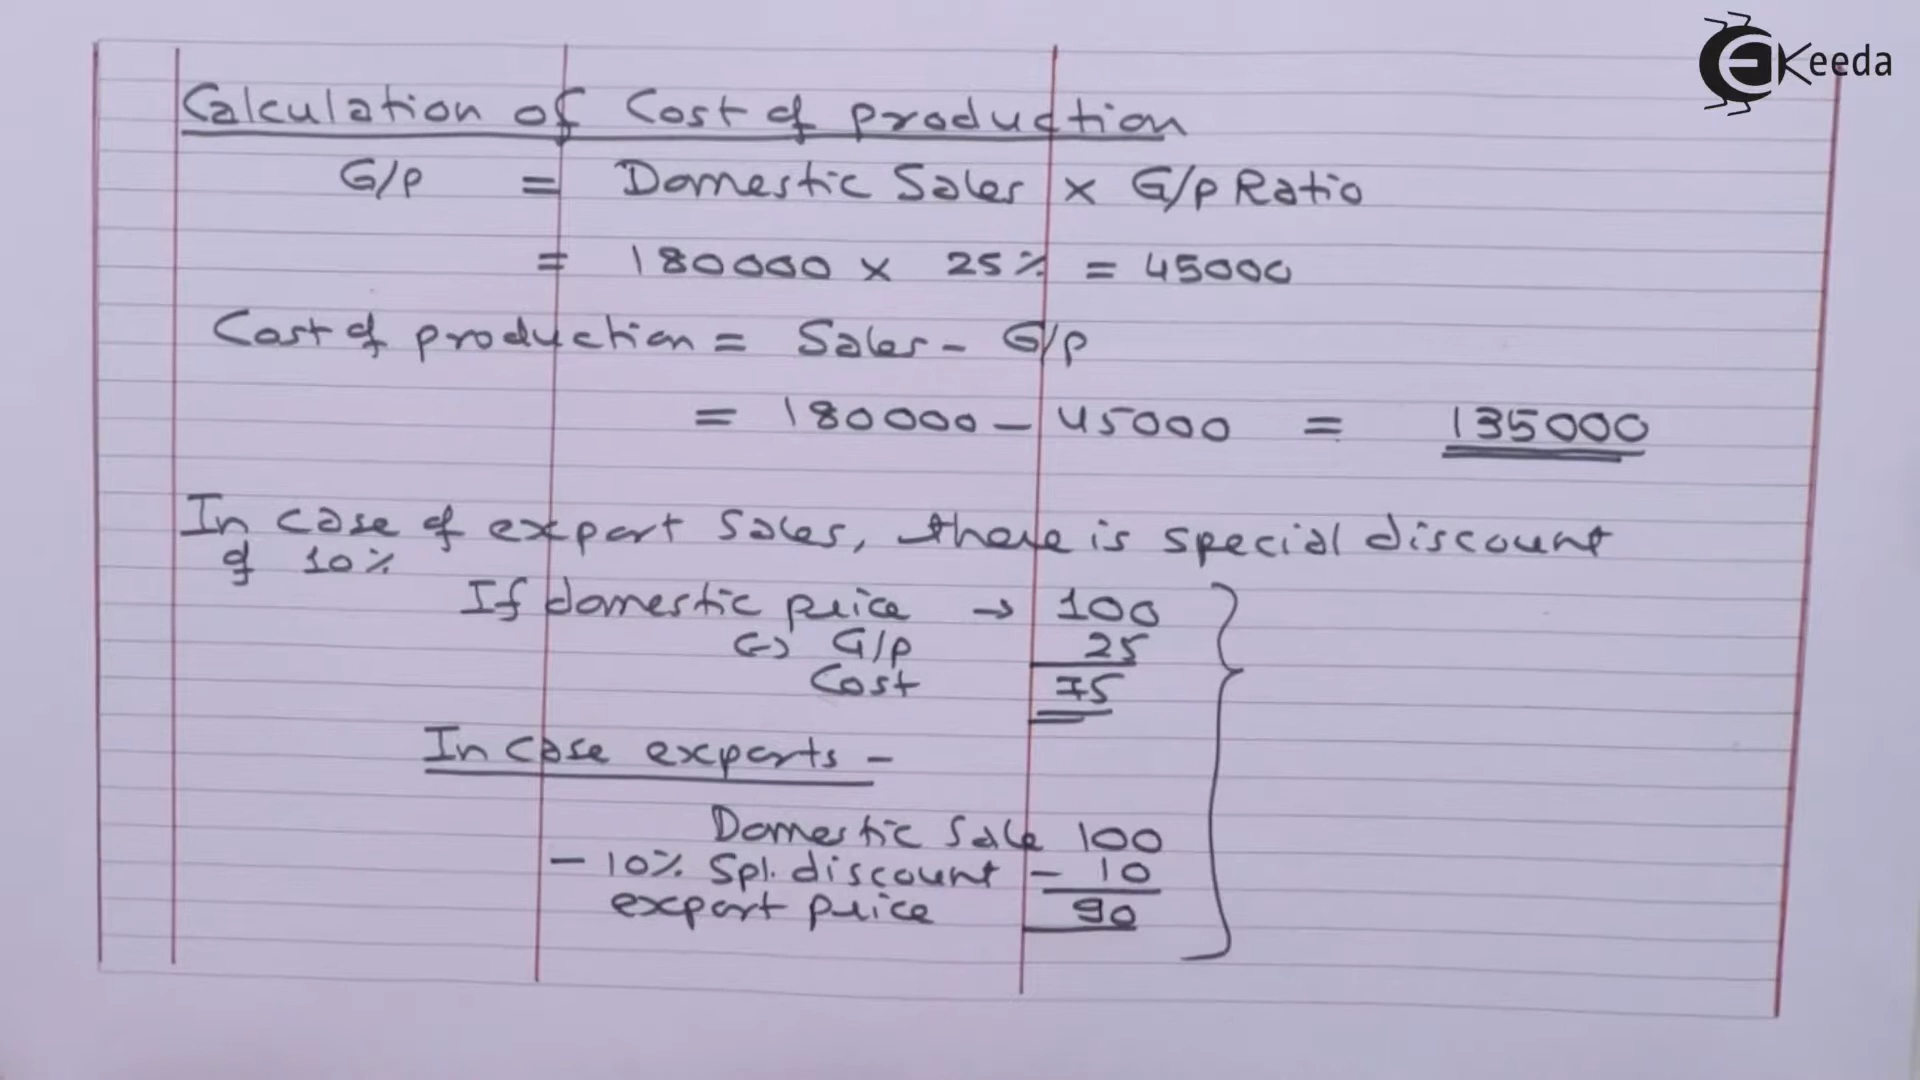 EKeeda
Calculation of Cost of production
G/P = Domestic Sales x G/P Ratio
= 180000 x 25% = 45000
Cost of production = Sales - G/P
= 180000 - 45000 = 135000
In case of export sales, there is special discount
of 10%
If domestic price → 100
(-) G/P 25
Cost 75
In case exports -
Domestic Sale 100
- 10% Spl. discount - 10
export price 90